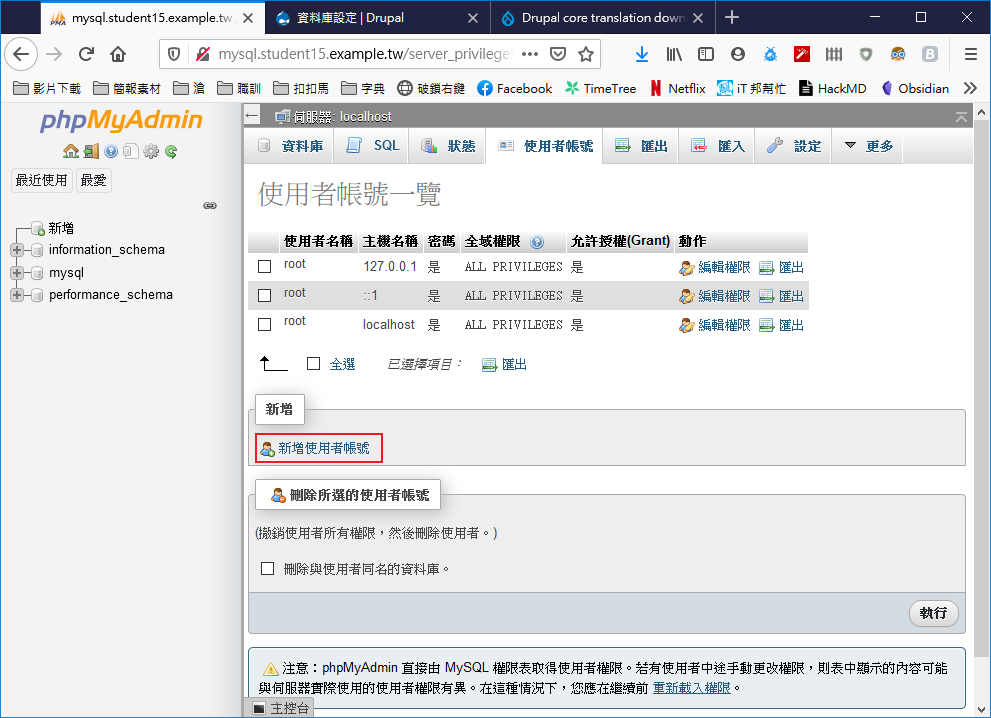 mysql.student15.example.tw /
資料庫設定 | Drupal
Drupal core translation down
mysql.student15.example.tw/server_privileges
影片下載 簡報素材 滄 職訓 扣扣馬 字典 破鎖右鍵 Facebook TimeTree Netflix iT 邦幫忙 HackMD Obsidian
phpMyAdmin
最近使用 最愛
新增
information_schema
mysql
performance_schema
伺服器: localhost
資料庫 SQL 狀態 使用者帳號 匯出 匯入 設定 更多
使用者帳號一覽
使用者名稱 主機名稱 密碼 全域權限 允許授權(Grant) 動作
root 127.0.0.1 是 ALL PRIVILEGES 是 編輯權限 匯出
root ::1 是 ALL PRIVILEGES 是 編輯權限 匯出
root localhost 是 ALL PRIVILEGES 是 編輯權限 匯出
全選 已選擇項目： 匯出
新增
新增使用者帳號
刪除所選的使用者帳號
(撤銷使用者所有權限，然後刪除使用者。)
刪除與使用者同名的資料庫。
執行
注意：phpMyAdmin 直接由 MySQL 權限表取得使用者權限。若有使用者中途手動更改權限，則表中顯示的內容可能
與伺服器實際使用的使用者權限有異。在這種情況下，您應在繼續前 重新載入權限。
主控台